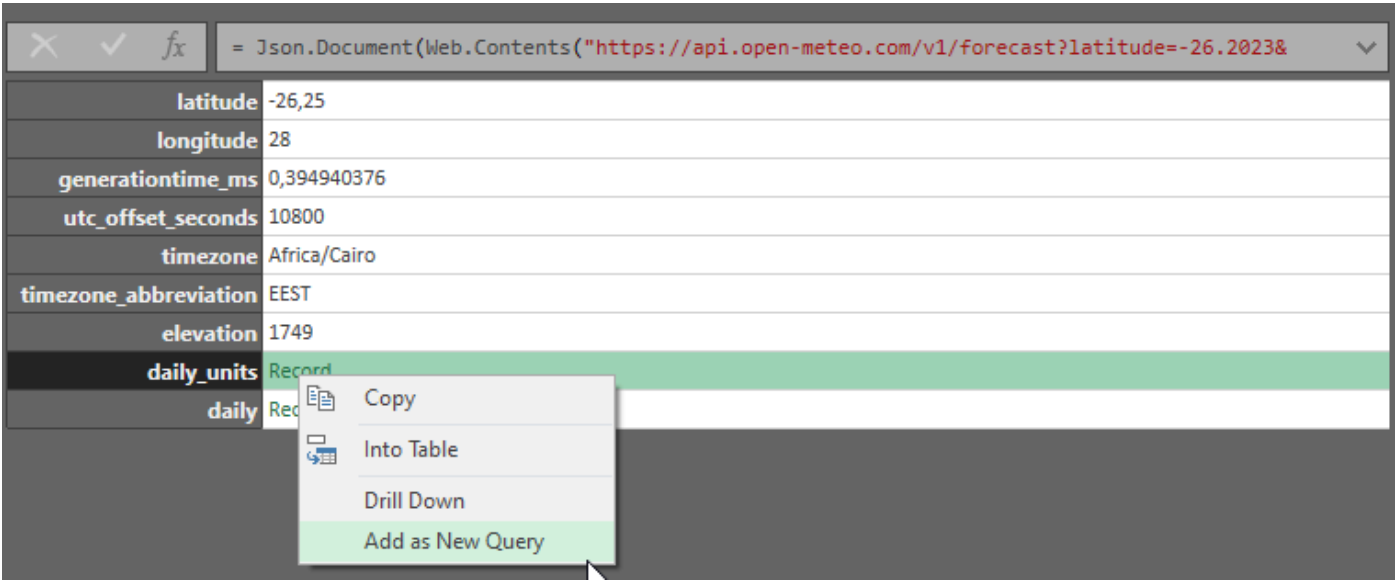 fx = Json.Document(Web.Contents("https://api.open-meteo.com/v1/forecast?latitude=-26.2023&
latitude -26,25
longitude 28
generationtime_ms 0,394940376
utc_offset_seconds 10800
timezone Africa/Cairo
timezone_abbreviation EEST
elevation 1749
daily_units Record
daily Rec
Copy
Into Table
Drill Down
Add as New Query